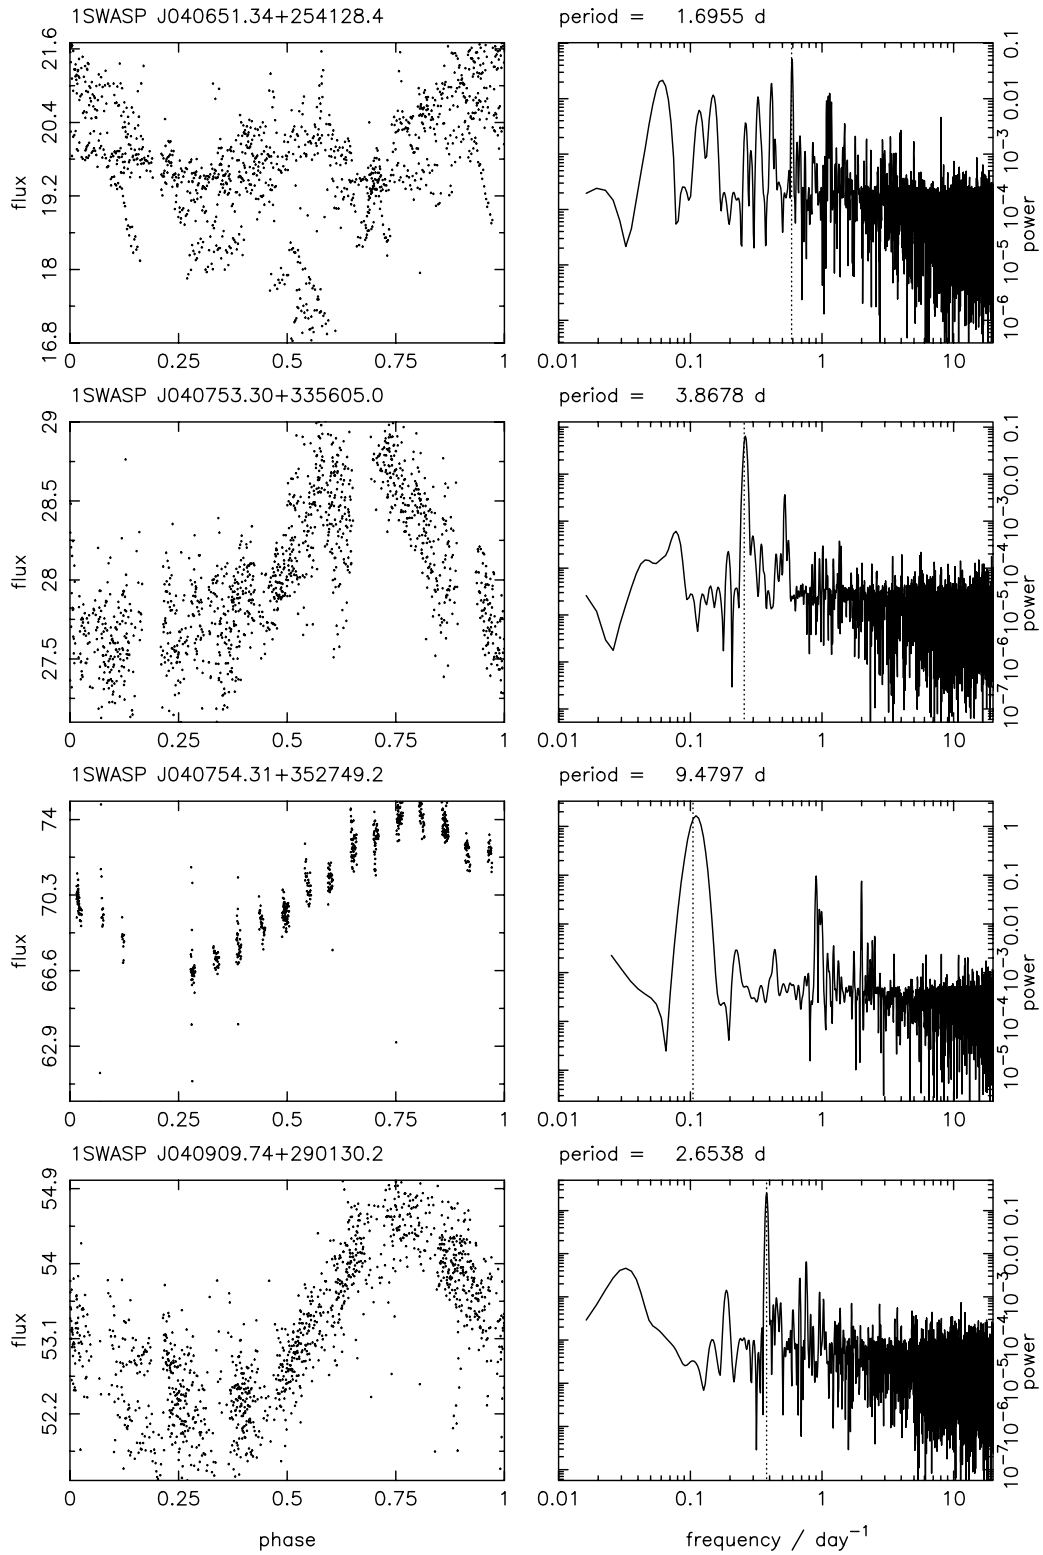 1SWASP J040651.34+254128.4
period = 1.6955 d
flux
21.6
20.4
19.2
18
16.8
0 0.25 0.5 0.75 1
0.1
0.01
10⁻³
10⁻⁴
10⁻⁵
10⁻⁶
power
0.01 0.1 1 10
1SWASP J040753.30+335605.0
period = 3.8678 d
flux
29
28.5
28
27.5
0 0.25 0.5 0.75 1
0.1
0.01
10⁻³
10⁻⁴
10⁻⁵
10⁻⁶
10⁻⁷
power
0.01 0.1 1 10
1SWASP J040754.31+352749.2
period = 9.4797 d
flux
74
70.3
66.6
62.9
0 0.25 0.5 0.75 1
1
0.1
0.01
10⁻³
10⁻⁴
10⁻⁵
power
0.01 0.1 1 10
1SWASP J040909.74+290130.2
period = 2.6538 d
flux
54.9
54
53.1
52.2
0 0.25 0.5 0.75 1
0.1
0.01
10⁻³
10⁻⁴
10⁻⁵
10⁻⁶
10⁻⁷
power
0.01 0.1 1 10
phase
frequency / day⁻¹